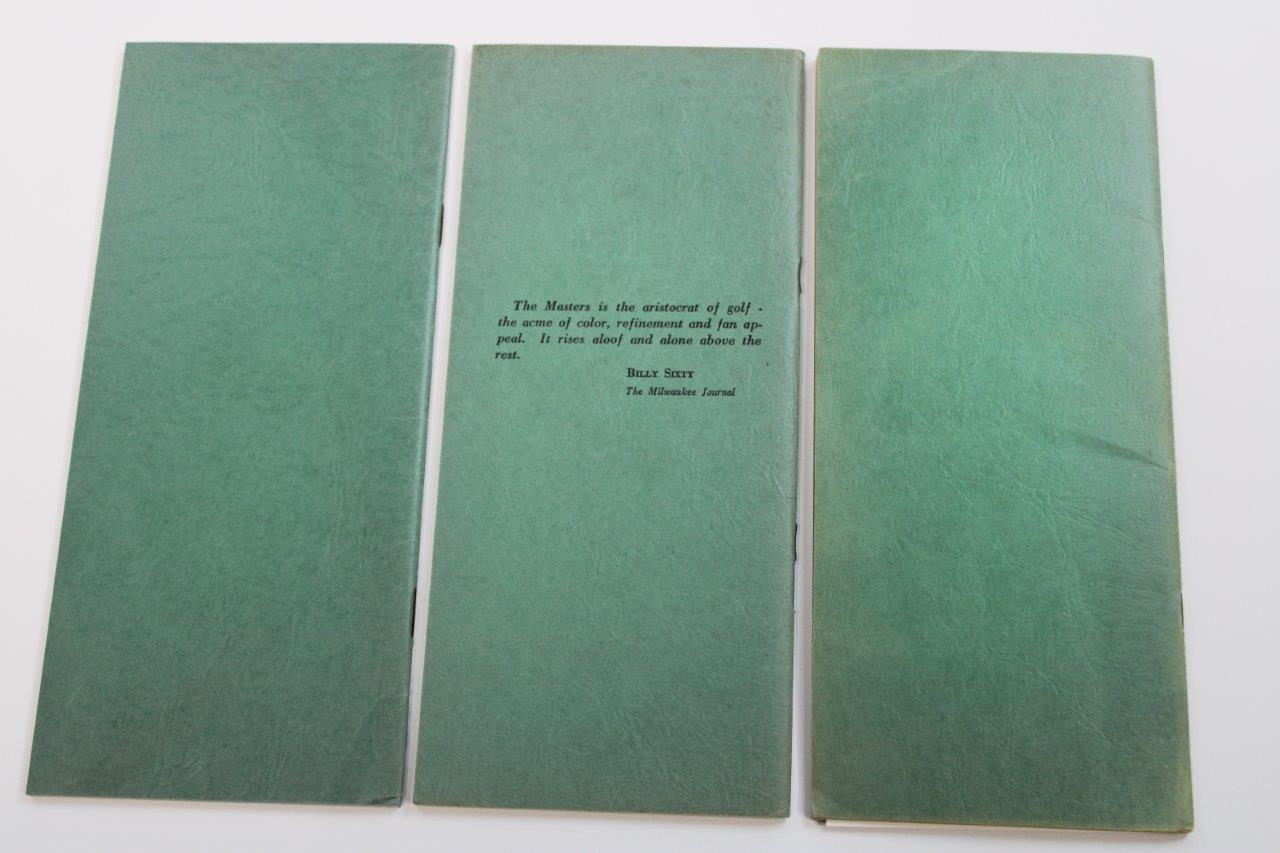 The Masters is the aristocrat of golf -
the acme of color, refinement and fan ap-
peal. It rises aloof and alone above the
rest.
BILLY SIXTY
The Milwaukee Journal